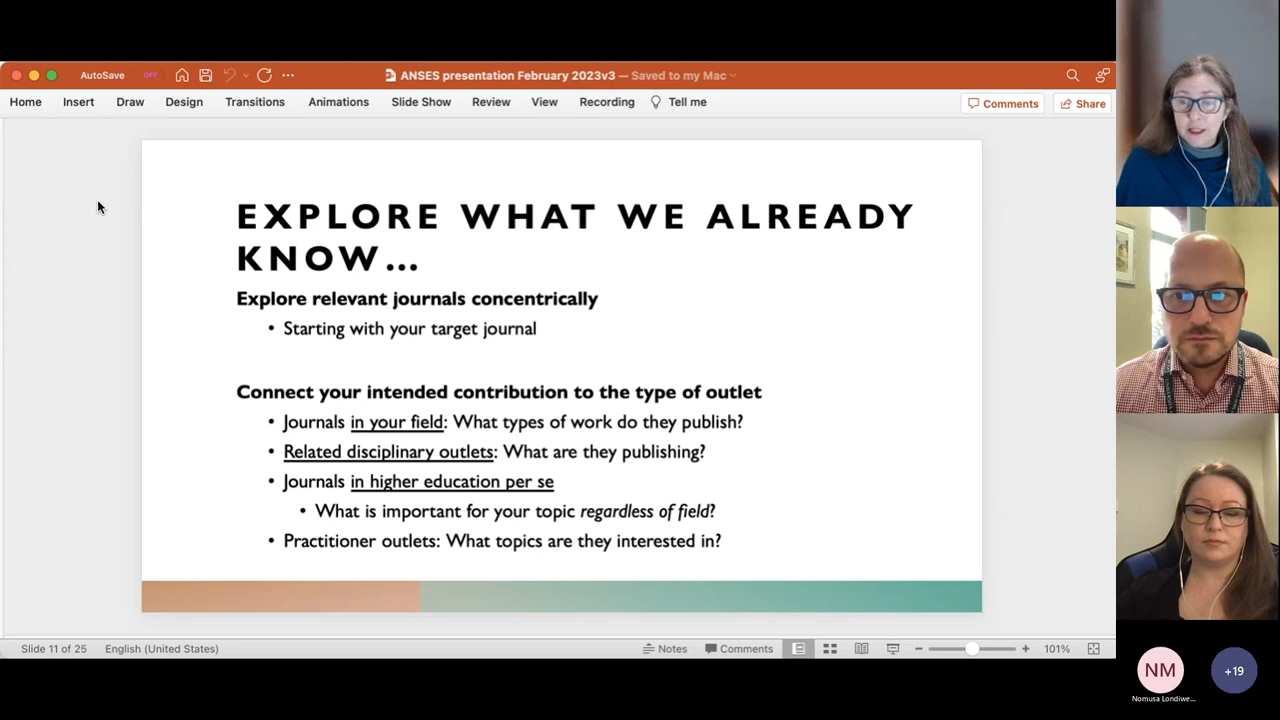 AutoSave OFF ANSES presentation February 2023v3 — Saved to my Mac
Home Insert Draw Design Transitions Animations Slide Show Review View Recording Tell me Comments Share
EXPLORE WHAT WE ALREADY
KNOW…
Explore relevant journals concentrically
• Starting with your target journal
Connect your intended contribution to the type of outlet
• Journals in your field: What types of work do they publish?
• Related disciplinary outlets: What are they publishing?
• Journals in higher education per se
• What is important for your topic regardless of field?
• Practitioner outlets: What topics are they interested in?
Slide 11 of 25 English (United States) Notes Comments 101%
NM +19
Nomusa Londiwe...